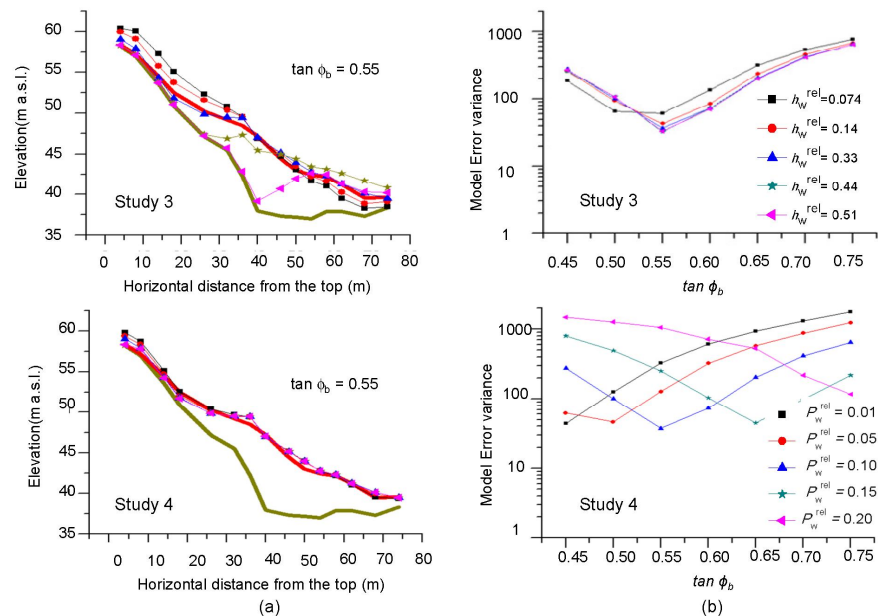 60
55
50
45
40
35
Elevation(m a.s.l.)
tan ϕb = 0.55
Study 3
0 10 20 30 40 50 60 70 80
Horizontal distance from the top (m)
1000
100
10
1
Model Error variance
hwrel=0.074
hwrel= 0.14
hwrel= 0.33
hwrel= 0.44
hwrel= 0.51
Study 3
0.45 0.50 0.55 0.60 0.65 0.70 0.75
tan ϕb
60
55
50
45
40
35
Elevation(m a.s.l.)
tan ϕb = 0.55
Study 4
0 10 20 30 40 50 60 70 80
Horizontal distance from the top (m)
(a)
1000
100
10
1
Model Error variance
Pwrel = 0.01
Pwrel = 0.05
Pwrel = 0.10
Pwrel = 0.15
Pwrel = 0.20
Study 4
0.45 0.50 0.55 0.60 0.65 0.70 0.75
tan ϕb
(b)